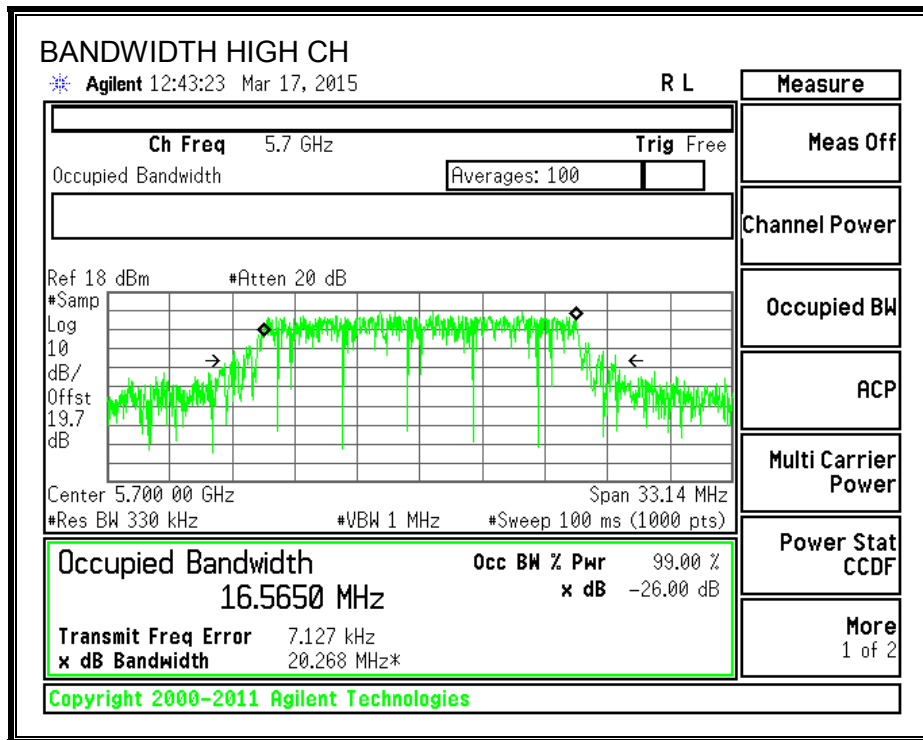 BANDWIDTH HIGH CH
Agilent 12:43:23 Mar 17, 2015 R L
Measure
Ch Freq 5.7 GHz Trig Free
Occupied Bandwidth Averages: 100
Ref 18 dBm #Atten 20 dB
#Samp
Log
10
dB/
Offst
19.7
dB
Center 5.700 00 GHz Span 33.14 MHz
#Res BW 330 kHz #VBW 1 MHz #Sweep 100 ms (1000 pts)
Occupied Bandwidth Occ BW % Pwr 99.00 %
16.5650 MHz x dB -26.00 dB
Transmit Freq Error 7.127 kHz
x dB Bandwidth 20.268 MHz*
Copyright 2000-2011 Agilent Technologies
Meas Off
Channel Power
Occupied BW
ACP
Multi Carrier
Power
Power Stat
CCDF
More
1 of 2